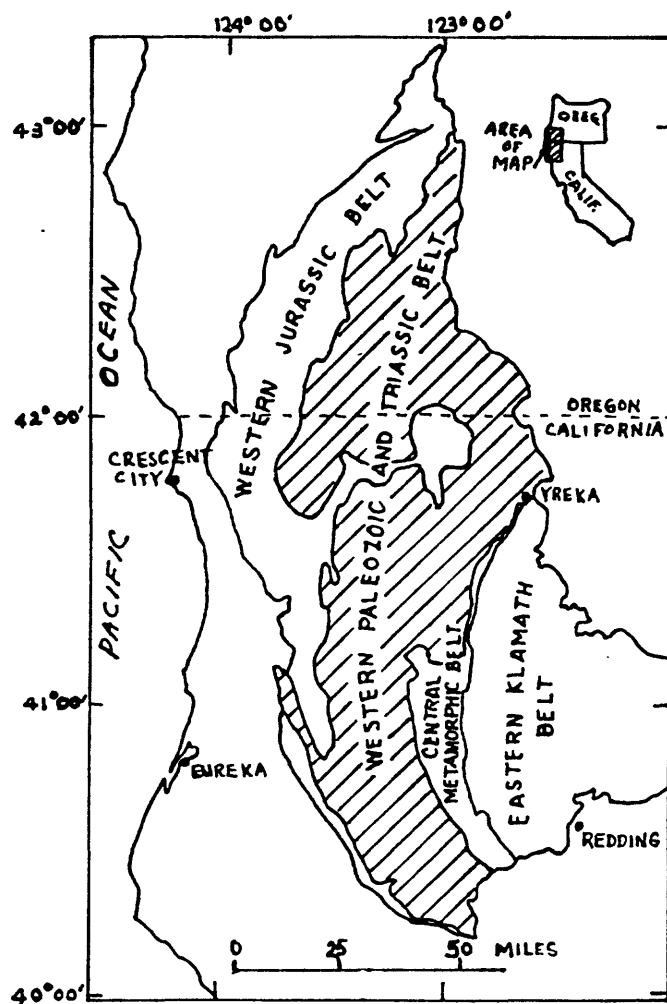 124°00'
123°00'
43°00'
OREG
AREA
OF
MAP
CALIF.
WESTERN JURASSIC BELT
WESTERN PALEOZOIC AND TRIASSIC BELT
OCEAN
42°00'
OREGON
CALIFORNIA
CRESCENT
CITY
YREKA
PACIFIC
CENTRAL
METAMORPHIC BELT
EASTERN KLAMATH
BELT
41°00'
EUREKA
REDDING
0 25 50 MILES
40°00'